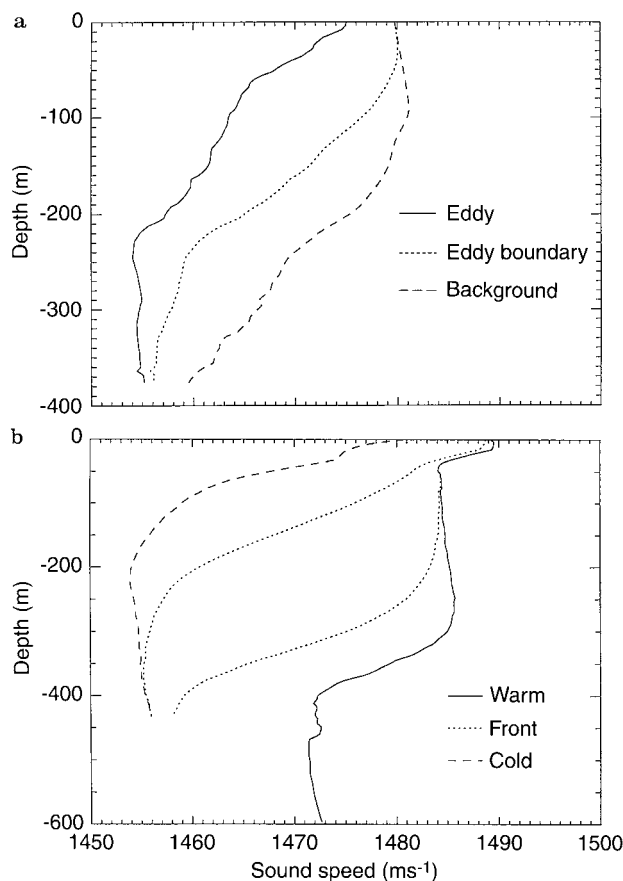 a
0
-100
-200
-300
-400
Depth (m)
Eddy
Eddy boundary
Background
b
0
-200
-400
-600
Depth (m)
Warm
Front
Cold
1450 1460 1470 1480 1490 1500
Sound speed (ms-1)